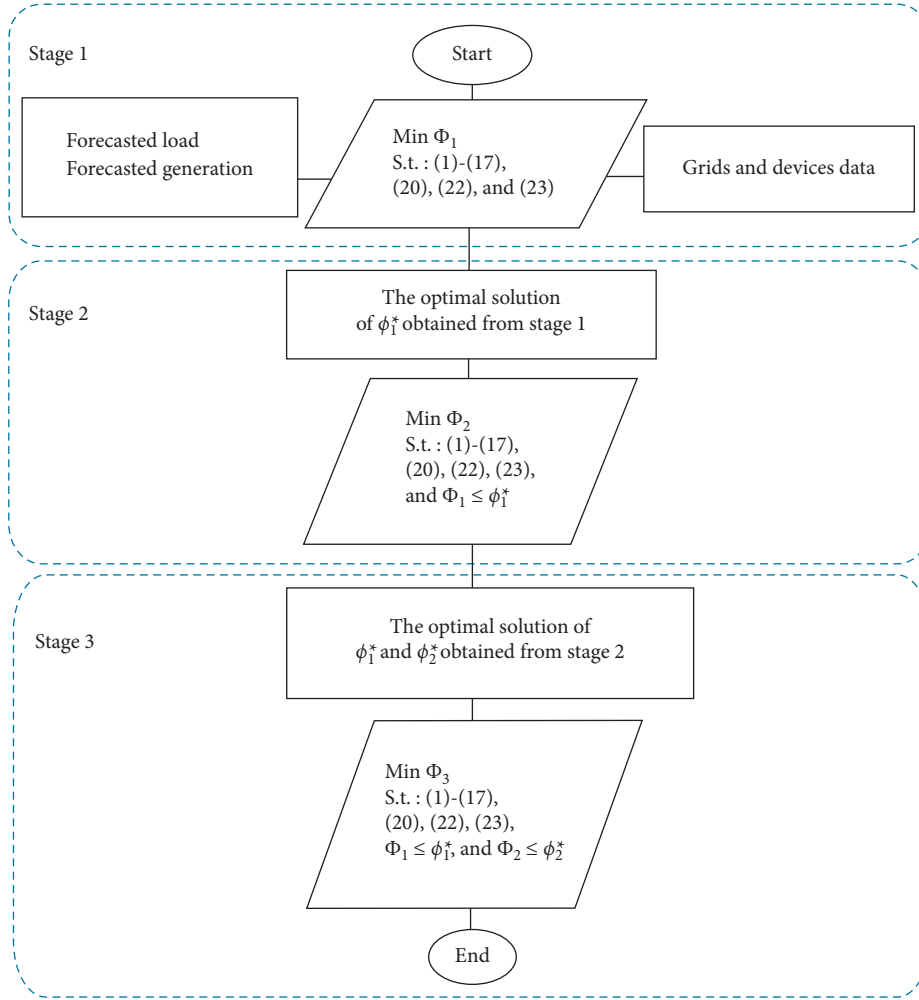 Stage 1
Start
Forecasted load
Forecasted generation
Min Φ₁
S.t. : (1)-(17),
(20), (22), and (23)
Grids and devices data
Stage 2
The optimal solution
of ϕ₁* obtained from stage 1
Min Φ₂
S.t. : (1)-(17),
(20), (22), (23),
and Φ₁ ≤ ϕ₁*
Stage 3
The optimal solution of
ϕ₁* and ϕ₂* obtained from stage 2
Min Φ₃
S.t. : (1)-(17),
(20), (22), (23),
Φ₁ ≤ ϕ₁*, and Φ₂ ≤ ϕ₂*
End